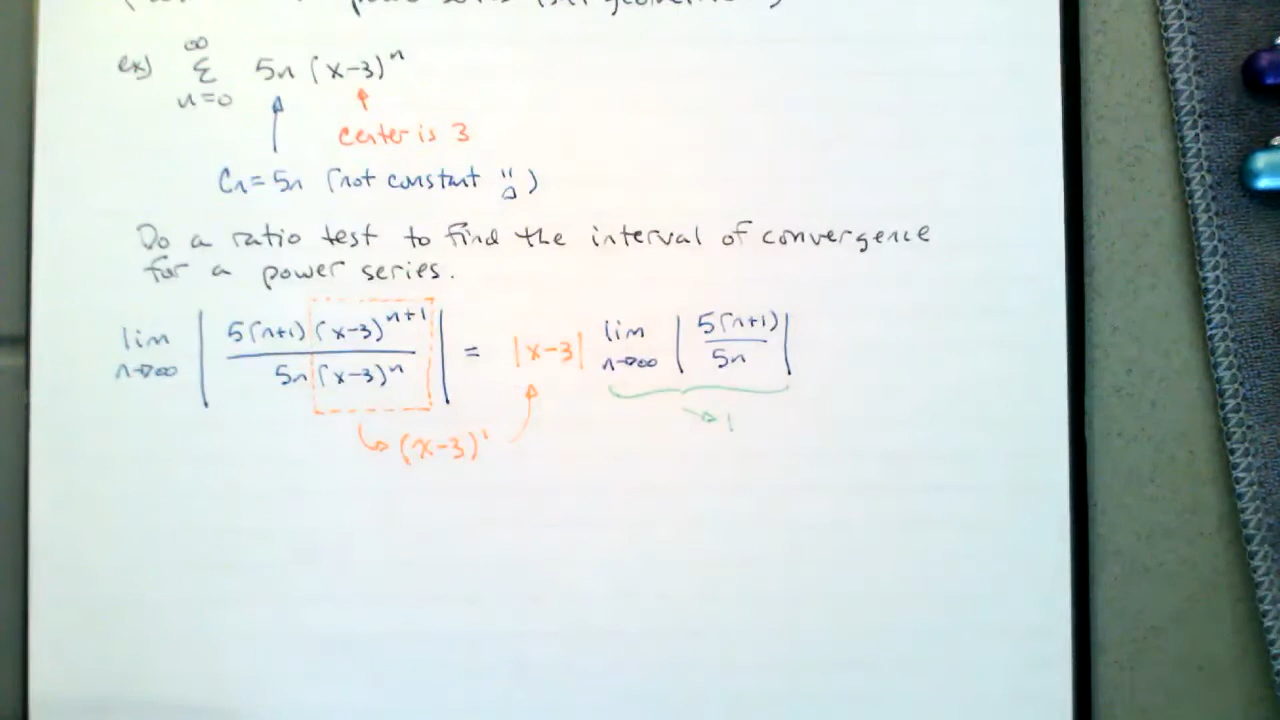 power
ex) ∞ Σ n=0 5n (x-3)^n
center is 3
Cn=5n (not constant )
Do a ratio test to find the interval of convergence
for a power series.
lim n→∞ | 5(n+1)(x-3)^{n+1} / 5n(x-3)^n | = |x-3| lim n→∞ | 5(n+1) / 5n |
↳ (x-3)^1 → 1